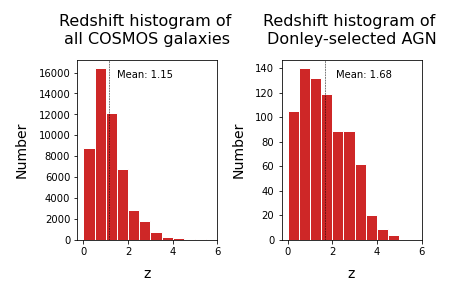 Redshift histogram of
all COSMOS galaxies
Mean: 1.15
16000
14000
12000
10000
8000
6000
4000
2000
0
Number
0 2 4 6
z
Redshift histogram of
Donley-selected AGN
Mean: 1.68
140
120
100
80
60
40
20
0
Number
0 2 4 6
z